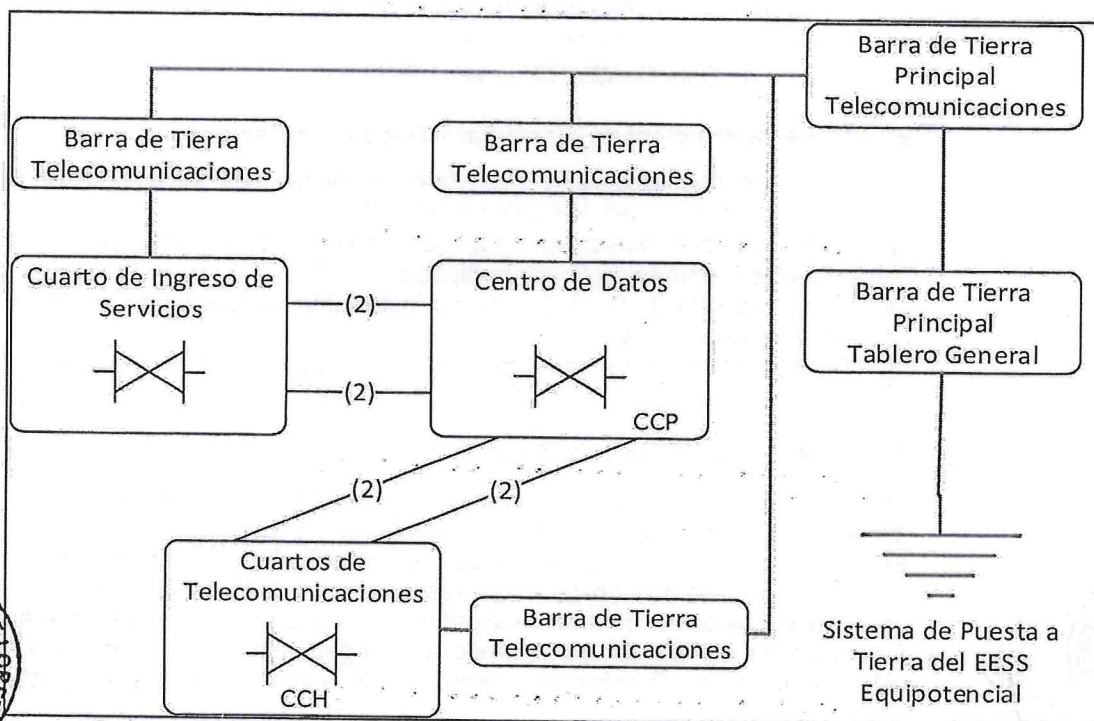 Barra de Tierra
Principal
Telecomunicaciones
Barra de Tierra
Telecomunicaciones
Barra de Tierra
Telecomunicaciones
Cuarto de Ingreso de
Servicios
(2)
(2)
Centro de Datos
CCP
Barra de Tierra
Principal
Tablero General
(2)
(2)
Cuartos de
Telecomunicaciones
CCH
Barra de Tierra
Telecomunicaciones
Sistema de Puesta a
Tierra del EESS
Equipotencial